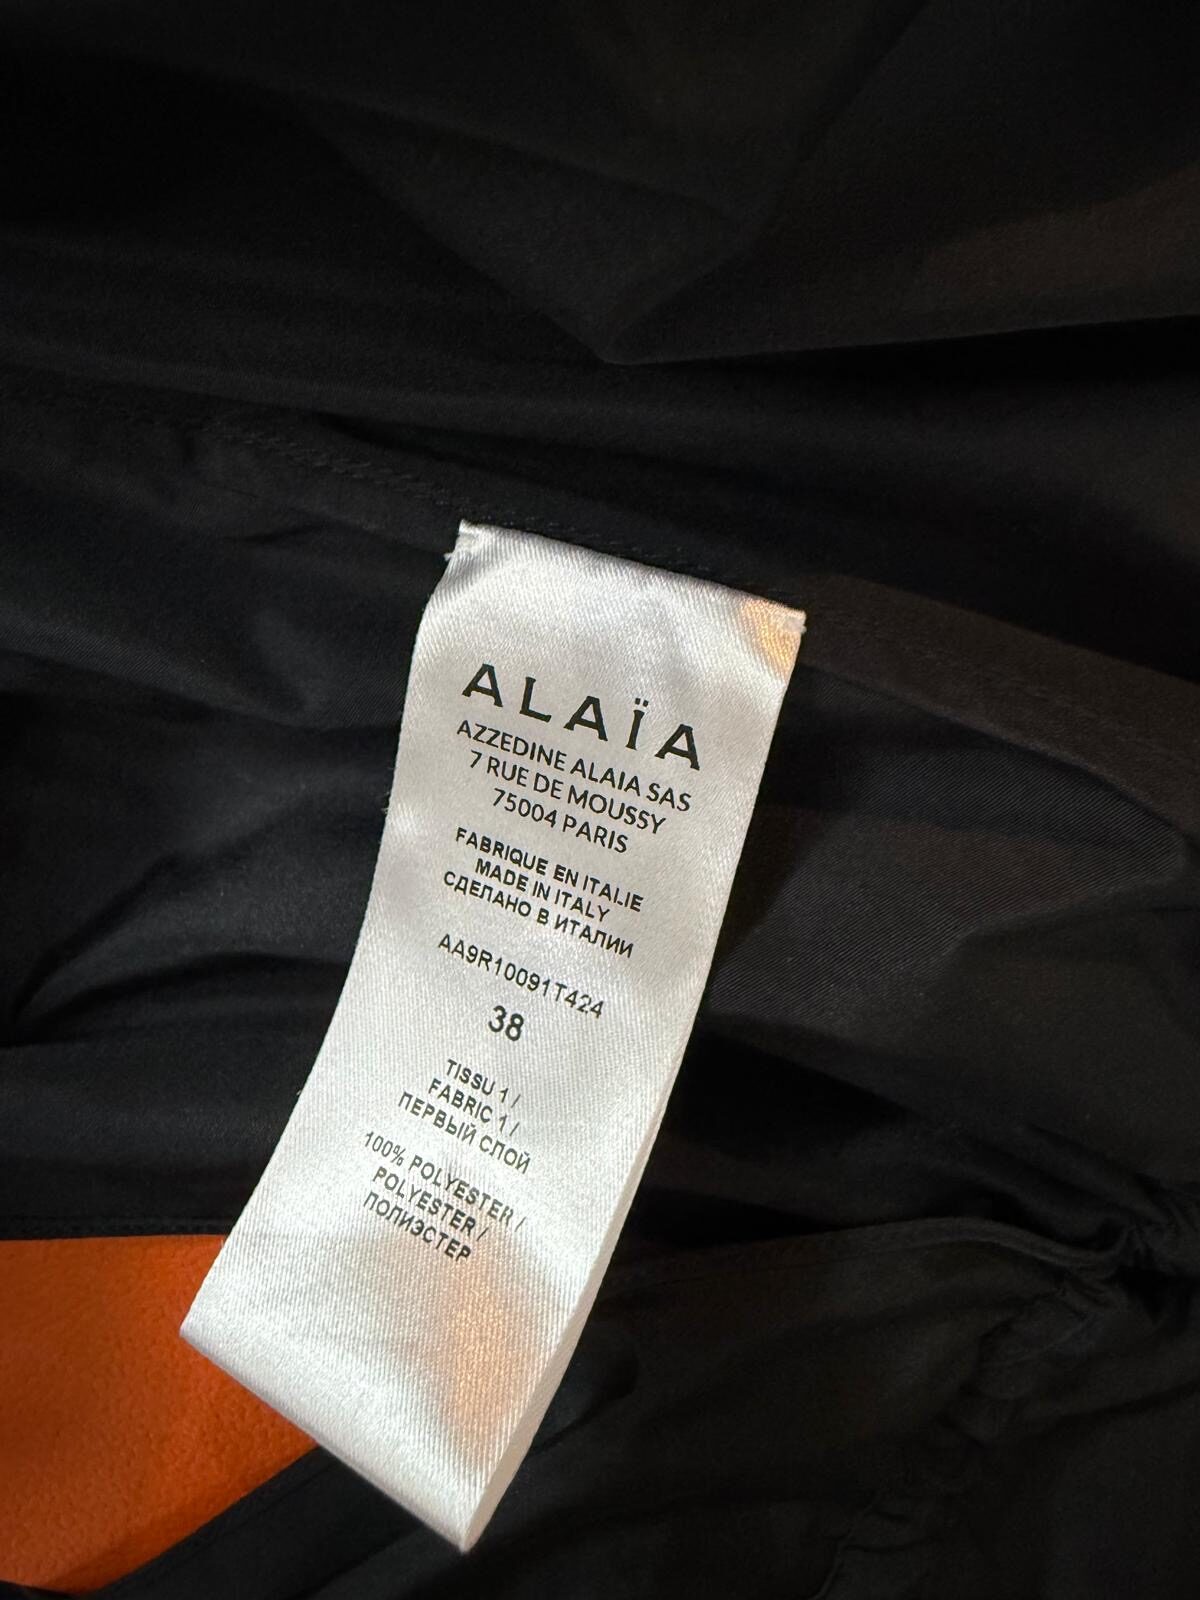 ALAÏA
AZZEDINE ALAIA SAS
7 RUE DE MOUSSY
75004 PARIS
FABRIQUE EN ITALIE
MADE IN ITALY
СДЕЛАНО В ИТАЛИИ
AA9R10091T424
38
TISSU 1 /
FABRIC 1 /
ПЕРВЫЙ СЛОЙ
100% POLYESTER /
POLYESTER /
ПОЛИЭСТЕР